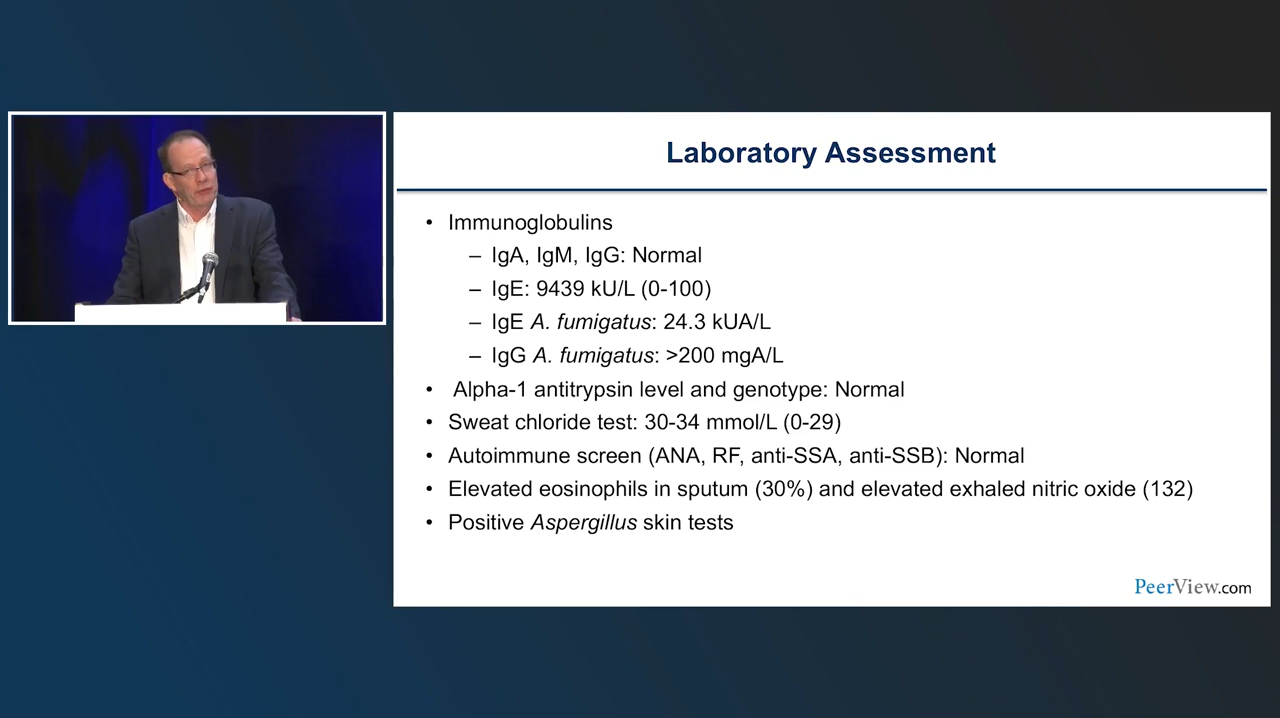 Laboratory Assessment
• Immunoglobulins
– IgA, IgM, IgG: Normal
– IgE: 9439 kU/L (0-100)
– IgE A. fumigatus: 24.3 kUA/L
– IgG A. fumigatus: >200 mgA/L
• Alpha-1 antitrypsin level and genotype: Normal
• Sweat chloride test: 30-34 mmol/L (0-29)
• Autoimmune screen (ANA, RF, anti-SSA, anti-SSB): Normal
• Elevated eosinophils in sputum (30%) and elevated exhaled nitric oxide (132)
• Positive Aspergillus skin tests
PeerView.com